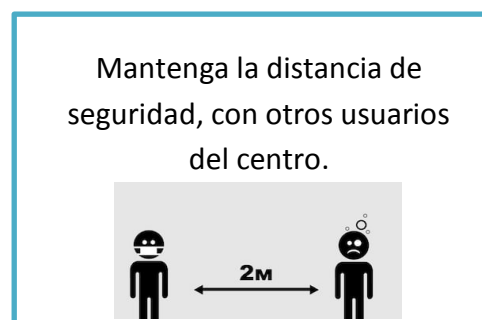 Mantenga la distancia de
seguridad, con otros usuarios
del centro.
2M